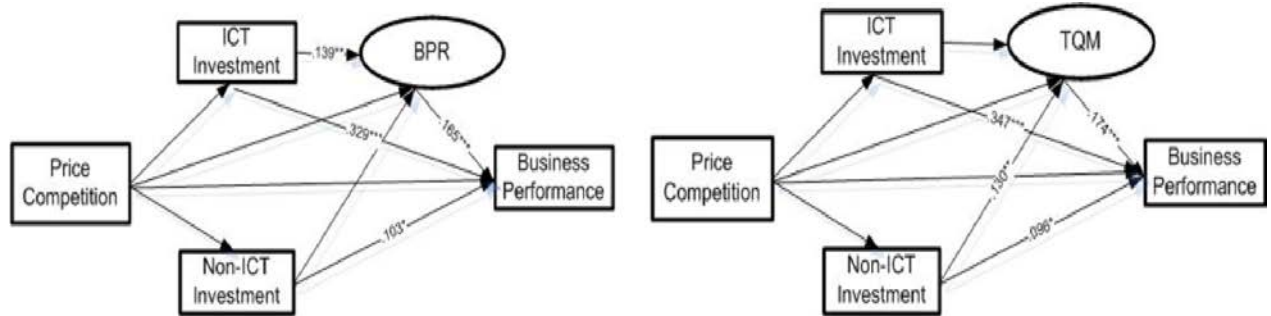 ICT
Investment
.139**
BPR
.329***
.165***
Price
Competition
Business
Performance
.103*
Non-ICT
Investment
ICT
Investment
TQM
.347***
.174***
Price
Competition
Business
Performance
.130**
.096*
Non-ICT
Investment